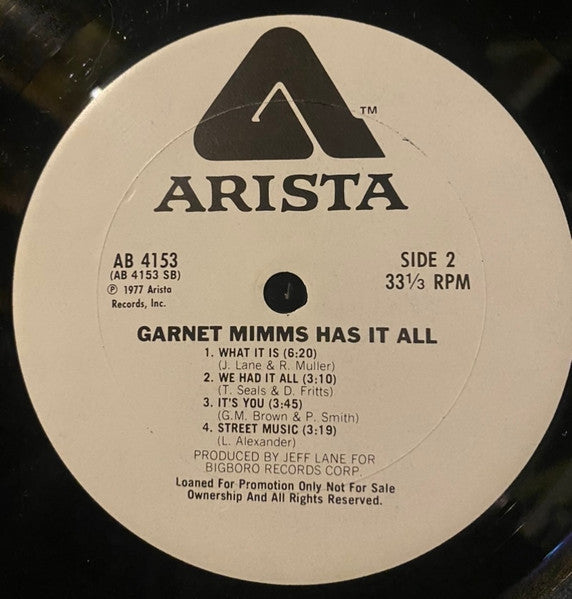 TM
ARISTA
AB 4153
(AB 4153 SB)
℗ 1977 Arista
Records, Inc.
SIDE 2
33⅓ RPM
GARNET MIMMS HAS IT ALL
1. WHAT IT IS (6:20)
(J. Lane & R. Muller)
2. WE HAD IT ALL (3:10)
(T. Seals & D. Fritts)
3. IT'S YOU (3:45)
(G.M. Brown & P. Smith)
4. STREET MUSIC (3:19)
(L. Alexander)
PRODUCED BY JEFF LANE FOR
BIGBORO RECORDS CORP.
Loaned For Promotion Only Not For Sale
Ownership And All Rights Reserved.